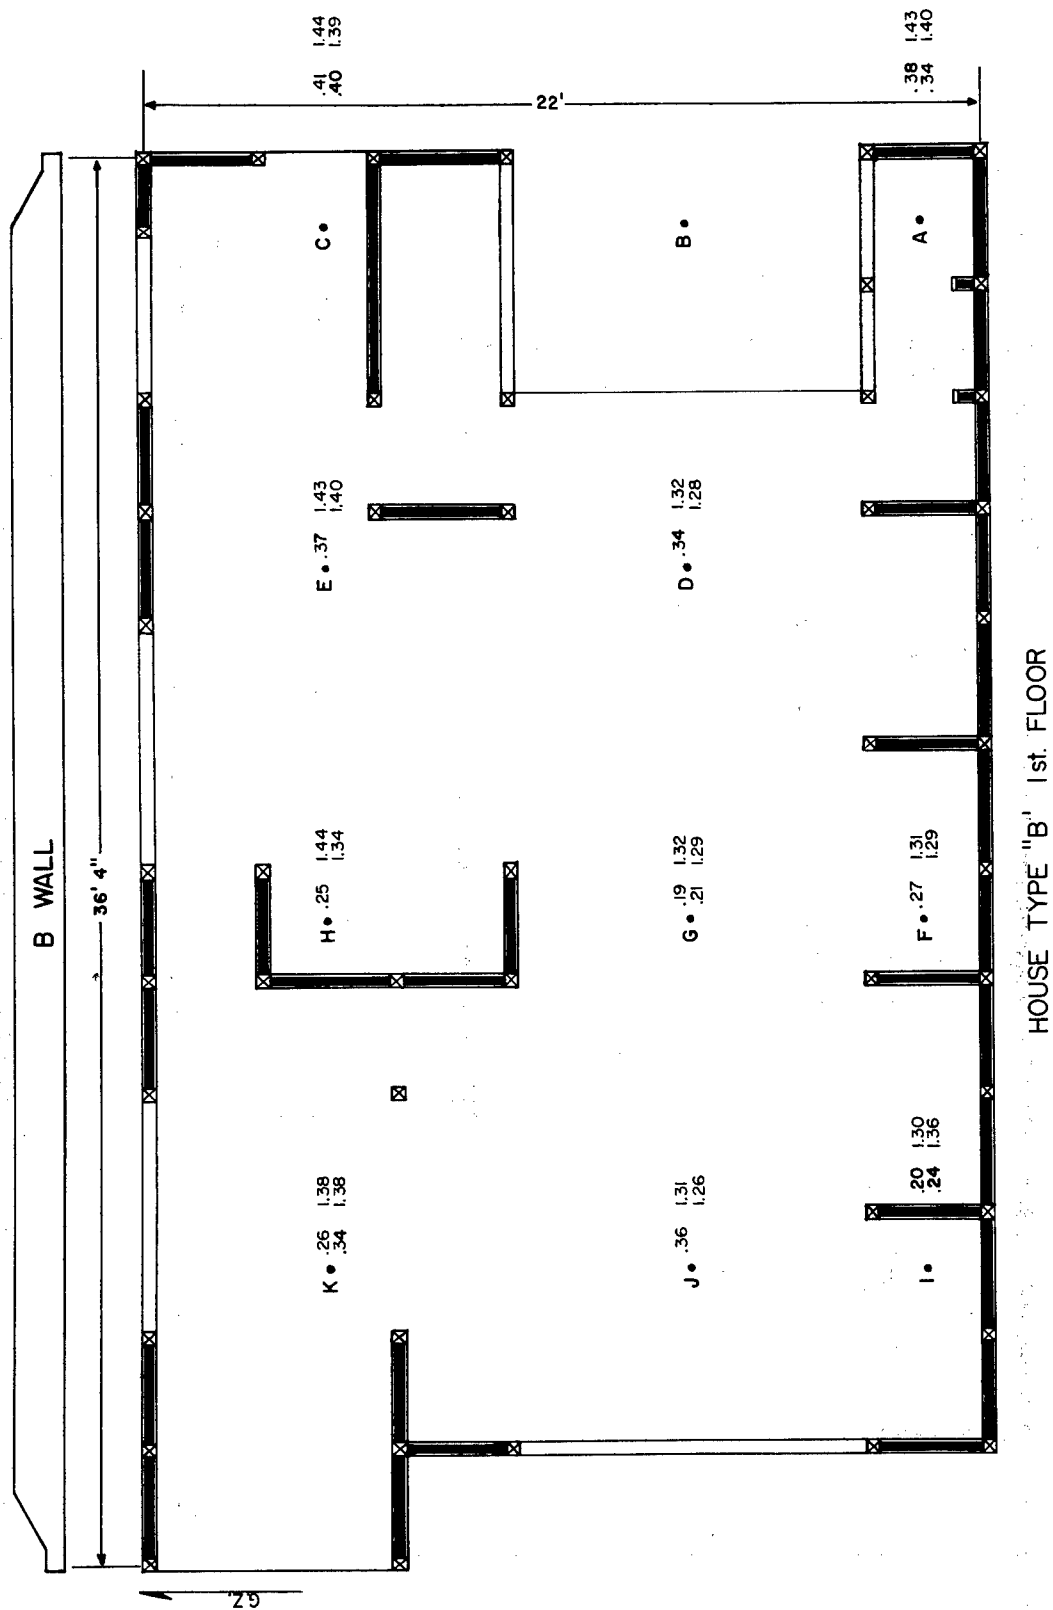 B WALL
36' 4"
22'
G.Z.
C
.41 1.44
.40 1.39
B
A
.38 1.43
.34 1.40
E .37 1.43
1.40
D .34 1.32
1.28
H .25 1.44
1.34
G .19 1.32
.21 1.29
F .27 1.31
1.29
K .26 1.38
.34 1.38
J .36 1.31
1.26
I
.20 1.30
.24 1.36
HOUSE TYPE "B" 1st. FLOOR